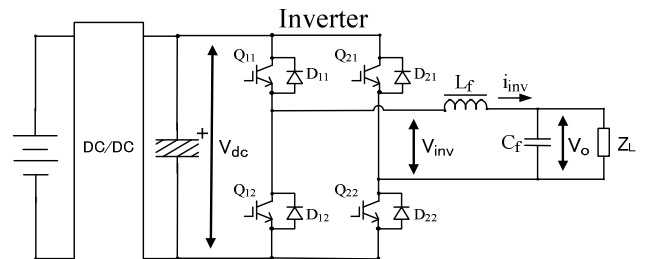 Inverter
Q11
D11
Q21
D21
Lf
iinv
DC/DC
+
Vdc
Vinv
Cf
Vo
ZL
Q12
D12
Q22
D22